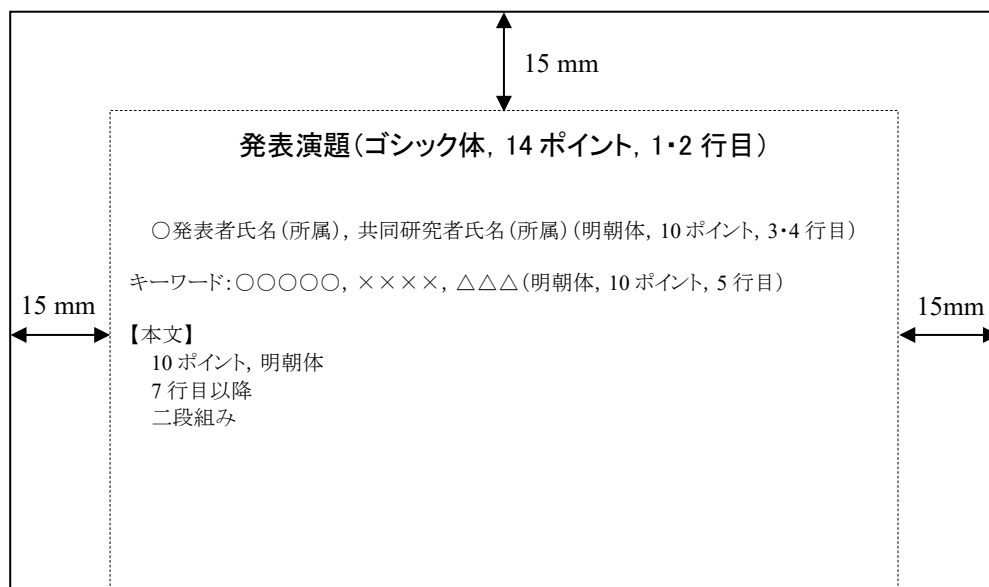 15 mm
発表演題(ゴシック体, 14 ポイント, 1・2 行目)
○発表者氏名(所属), 共同研究者氏名(所属)(明朝体, 10 ポイント, 3・4 行目)
キーワード:○○○○○, ××××, △△△(明朝体, 10 ポイント, 5 行目)
15 mm
15mm
【本文】
10 ポイント, 明朝体
7 行目以降
二段組み